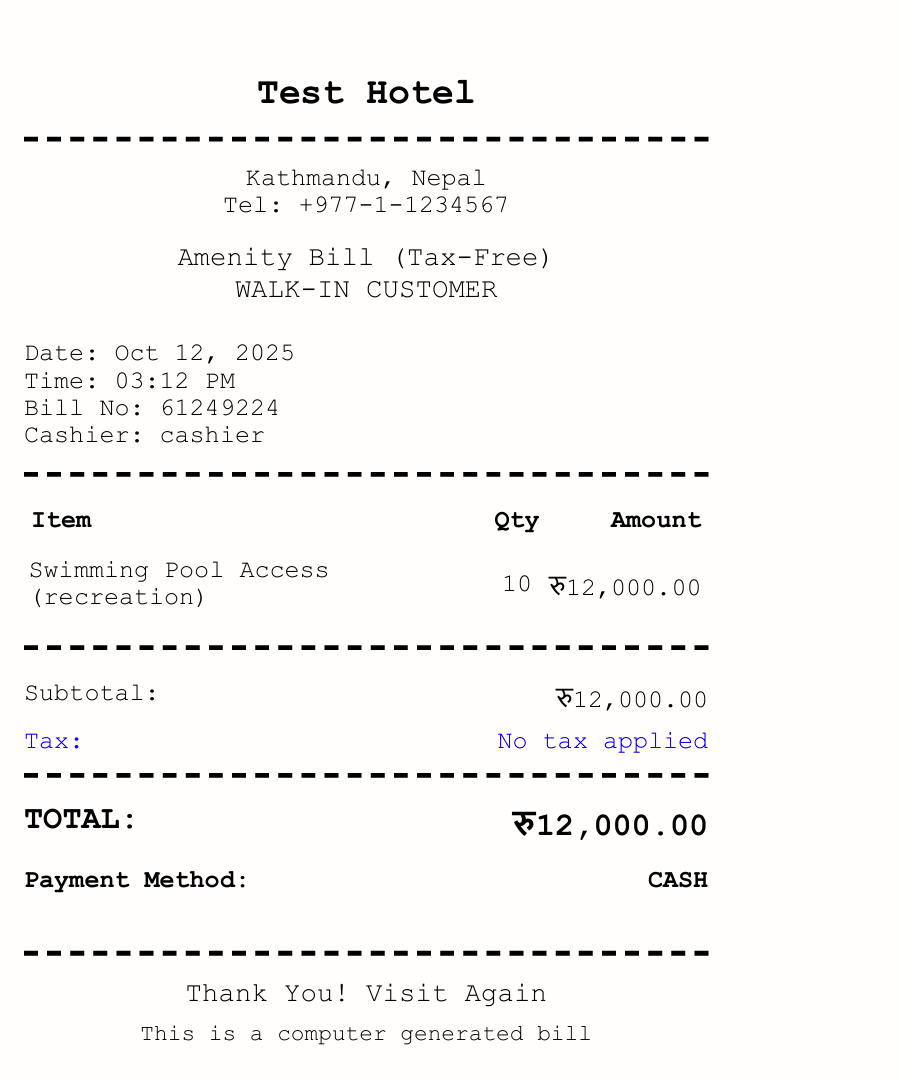 Test Hotel
Kathmandu, Nepal
Tel: +977-1-1234567
Amenity Bill (Tax-Free)
WALK-IN CUSTOMER
Date: Oct 12, 2025
Time: 03:12 PM
Bill No: 61249224
Cashier: cashier
Item Qty Amount
Swimming Pool Access
(recreation) 10 रु12,000.00
Subtotal: रु12,000.00
Tax: No tax applied
TOTAL: रु12,000.00
Payment Method: CASH
Thank You! Visit Again
This is a computer generated bill